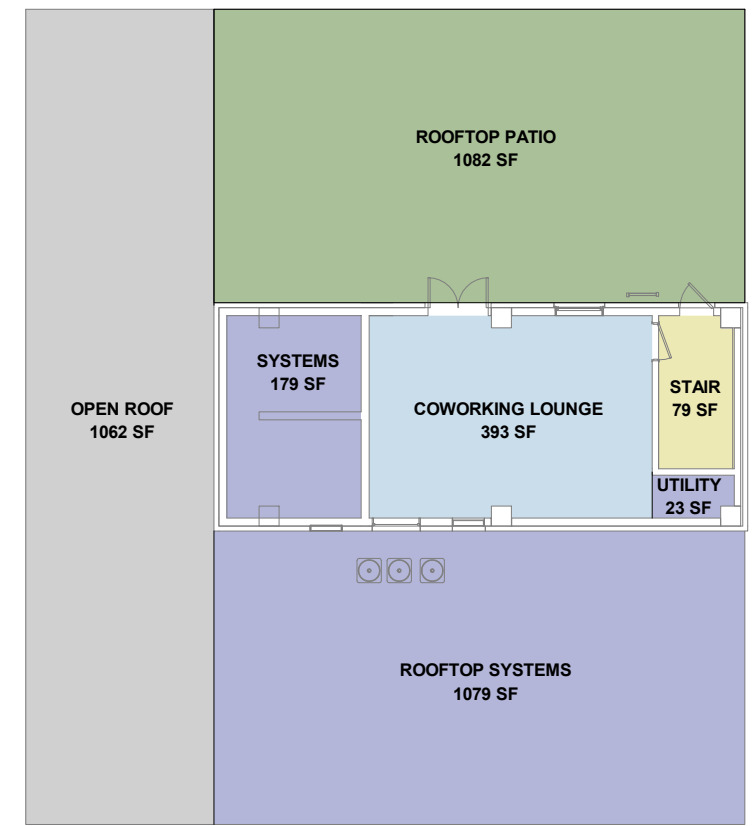 ROOFTOP PATIO
1082 SF
SYSTEMS
179 SF
OPEN ROOF
1062 SF
COWORKING LOUNGE
393 SF
STAIR
79 SF
UTILITY
23 SF
ROOFTOP SYSTEMS
1079 SF